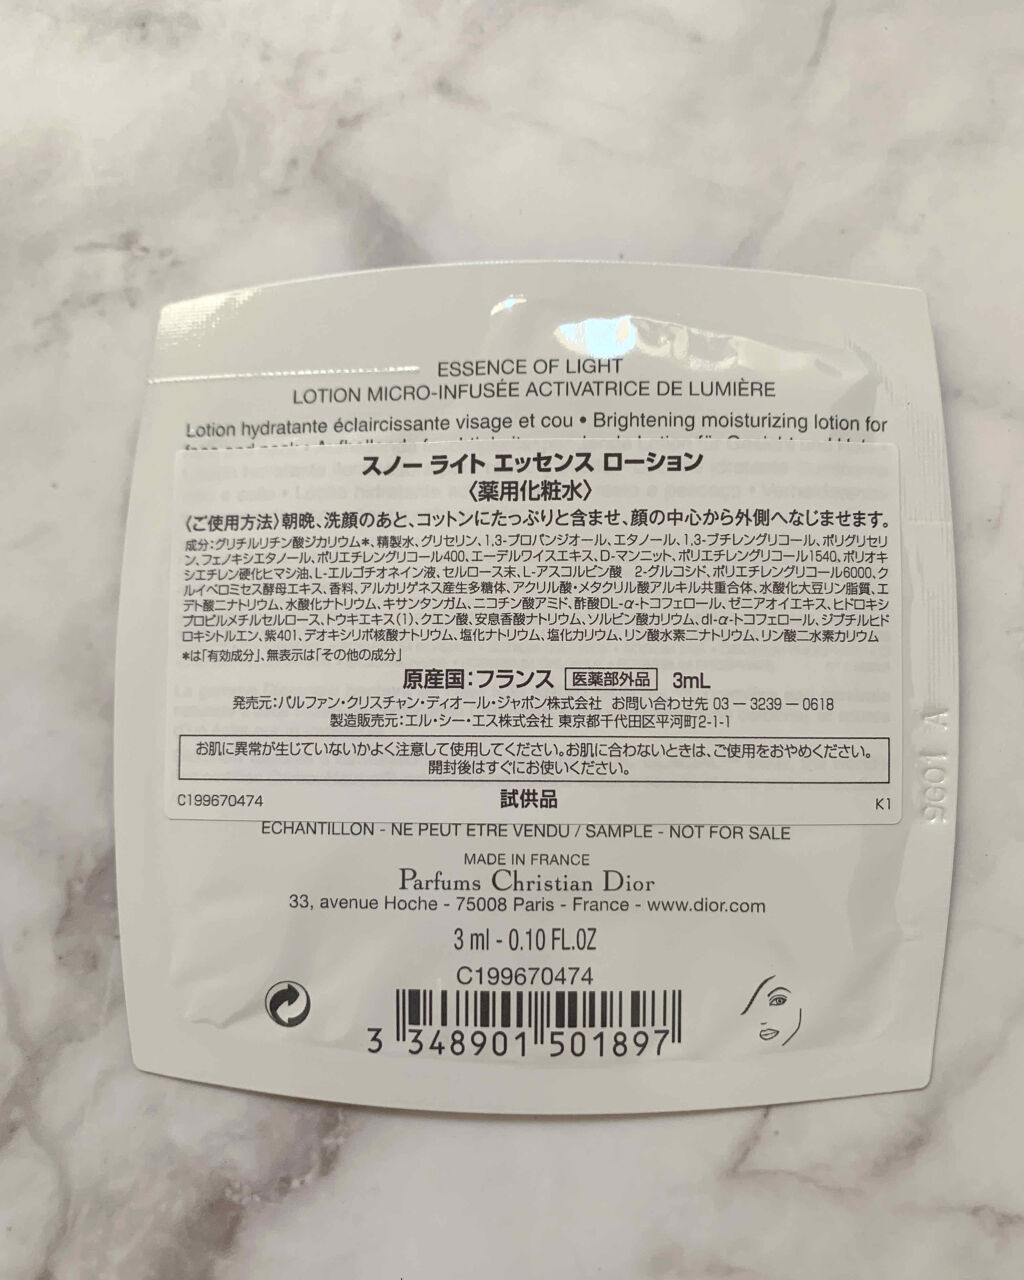 ESSENCE OF LIGHT
LOTION MICRO-INFUSÉE ACTIVATRICE DE LUMIÈRE
Lotion hydratante éclaircissante visage et cou • Brightening moisturizing lotion for
スノー ライト エッセンス ローション
〈薬用化粧水〉
〈ご使用方法〉朝晩、洗顔のあと、コットンにたっぷりと含ませ、顔の中心から外側へなじませます。
成分:グリチルリチン酸ジカリウム*、精製水、グリセリン、1,3-プロパンジオール、エタノール、1,3-ブチレングリコール、ポリグリセリ
ン、フェノキシエタノール、ポリエチレングリコール400、エーデルワイスエキス、D-マンニット、ポリエチレングリコール1540、ポリオキ
シエチレン硬化ヒマシ油、L-エルゴチオネイン液、セルロース末、L-アスコルビン酸 2-グルコシド、ポリエチレングリコール6000、ク
ルイベロミセス酵母エキス、香料、アルカリゲネス産生多糖体、アクリル酸・メタクリル酸アルキル共重合体、水酸化大豆リン脂質、エ
デト酸二ナトリウム、水酸化ナトリウム、キサンタンガム、ニコチン酸アミド、酢酸DL-α-トコフェロール、ゼニアオイエキス、ヒドロキシ
プロピルメチルセルロース、トウキエキス(1)、クエン酸、安息香酸ナトリウム、ソルビン酸カリウム、dl-α-トコフェロール、ジブチルヒド
ロキシトルエン、紫401、デオキシリボ核酸ナトリウム、塩化ナトリウム、塩化カリウム、リン酸水素二ナトリウム、リン酸二水素カリウム
*は「有効成分」、無表示は「その他の成分」
原産国:フランス 医薬部外品 3mL
発売元:パルファン・クリスチャン・ディオール・ジャポン株式会社 お問い合わせ先 03 ー 3239 ー 0618
製造販売元:エル・シー・エス株式会社 東京都千代田区平河町2-1-1
お肌に異常が生じていないかよく注意して使用してください。お肌に合わないときは、ご使用をおやめください。
開封後はすぐにお使いください。
C199670474 試供品 K1
ECHANTILLON - NE PEUT ETRE VENDU / SAMPLE - NOT FOR SALE
MADE IN FRANCE
Parfums Christian Dior
33, avenue Hoche - 75008 Paris - France - www.dior.com
3 ml - 0.10 FL.OZ
C199670474
3 348901 501897